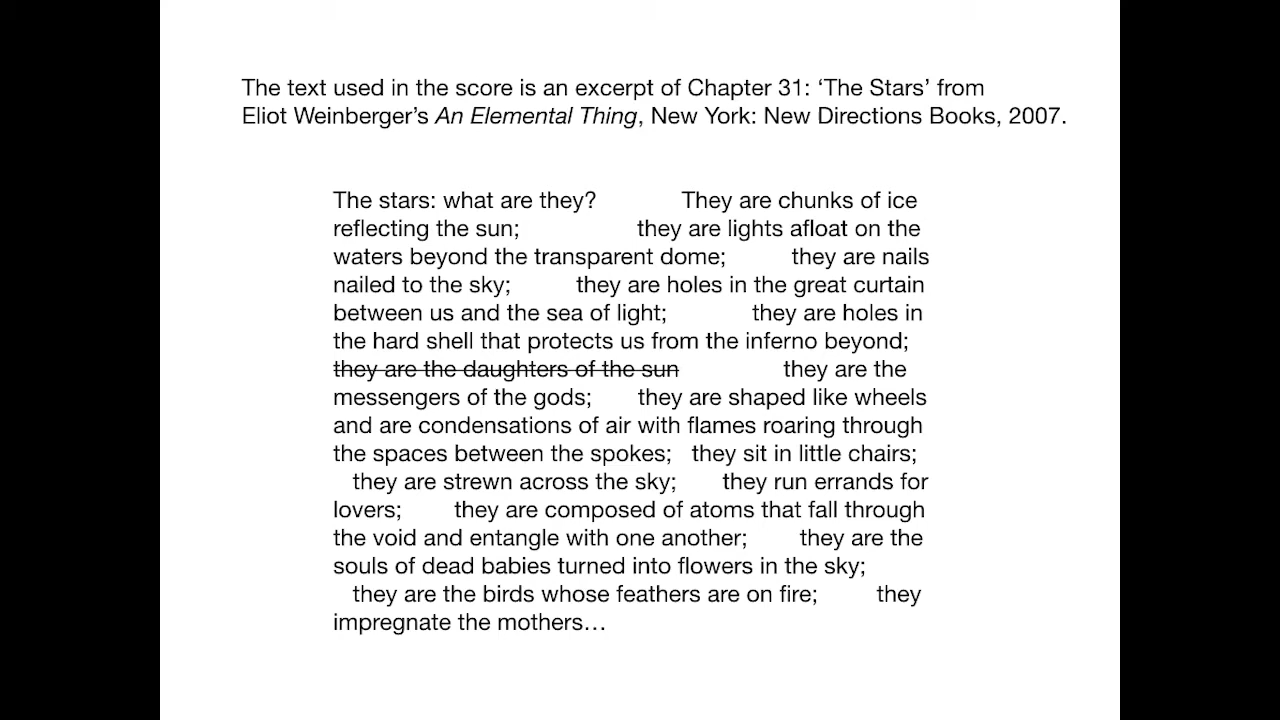 The text used in the score is an excerpt of Chapter 31: ‘The Stars’ from
Eliot Weinberger’s An Elemental Thing, New York: New Directions Books, 2007.
The stars: what are they? They are chunks of ice
reflecting the sun; they are lights afloat on the
waters beyond the transparent dome; they are nails
nailed to the sky; they are holes in the great curtain
between us and the sea of light; they are holes in
the hard shell that protects us from the inferno beyond;
they are the daughters of the sun they are the
messengers of the gods; they are shaped like wheels
and are condensations of air with flames roaring through
the spaces between the spokes; they sit in little chairs;
they are strewn across the sky; they run errands for
lovers; they are composed of atoms that fall through
the void and entangle with one another; they are the
souls of dead babies turned into flowers in the sky;
they are the birds whose feathers are on fire; they
impregnate the mothers…